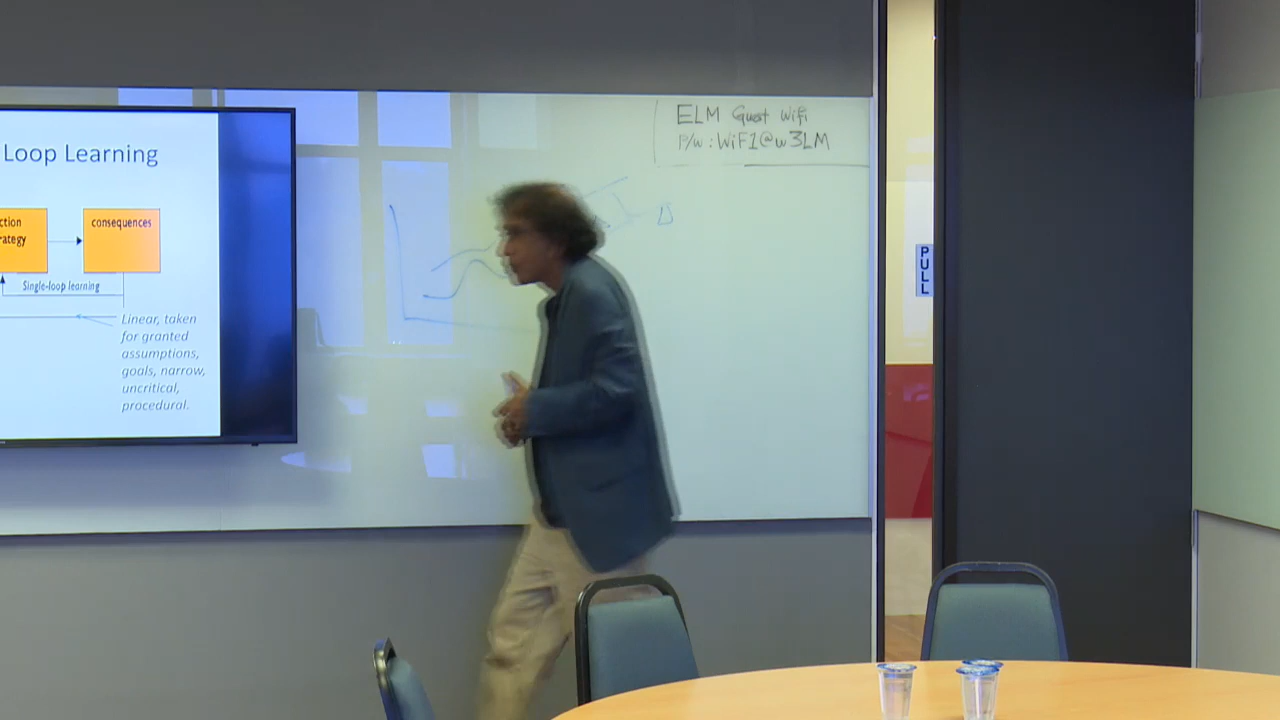 Loop Learning
ction
rategy
consequences
Single-loop learning
Linear, taken
for granted
assumptions,
goals, narrow,
uncritical,
procedural.
ELM Guest Wifi
P/w : WiF1@w3LM
PULL